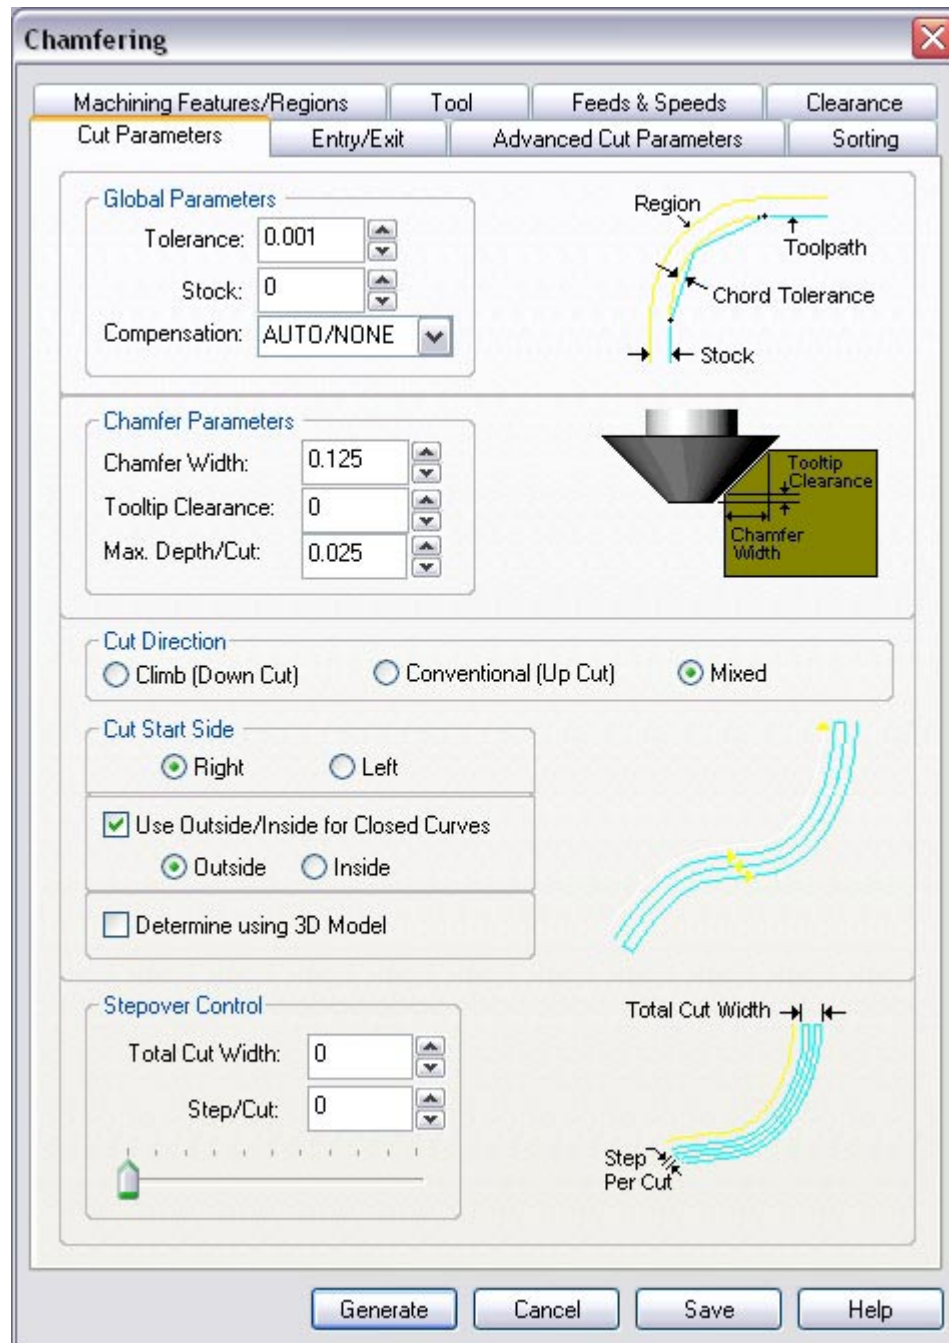 Chamfering
Machining Features/Regions Tool Feeds & Speeds Clearance
Cut Parameters Entry/Exit Advanced Cut Parameters Sorting
Global Parameters
Tolerance: 0.001
Stock: 0
Compensation: AUTO/NONE
Region
Toolpath
Chord Tolerance
Stock
Chamfer Parameters
Chamfer Width: 0.125
Tooltip Clearance: 0
Max. Depth/Cut: 0.025
Tooltip
Clearance
Chamfer
Width
Cut Direction
Climb (Down Cut) Conventional (Up Cut) Mixed
Cut Start Side
Right Left
Use Outside/Inside for Closed Curves
Outside Inside
Determine using 3D Model
Stepover Control
Total Cut Width: 0
Step/Cut: 0
Total Cut Width
Step
Per Cut
Generate Cancel Save Help